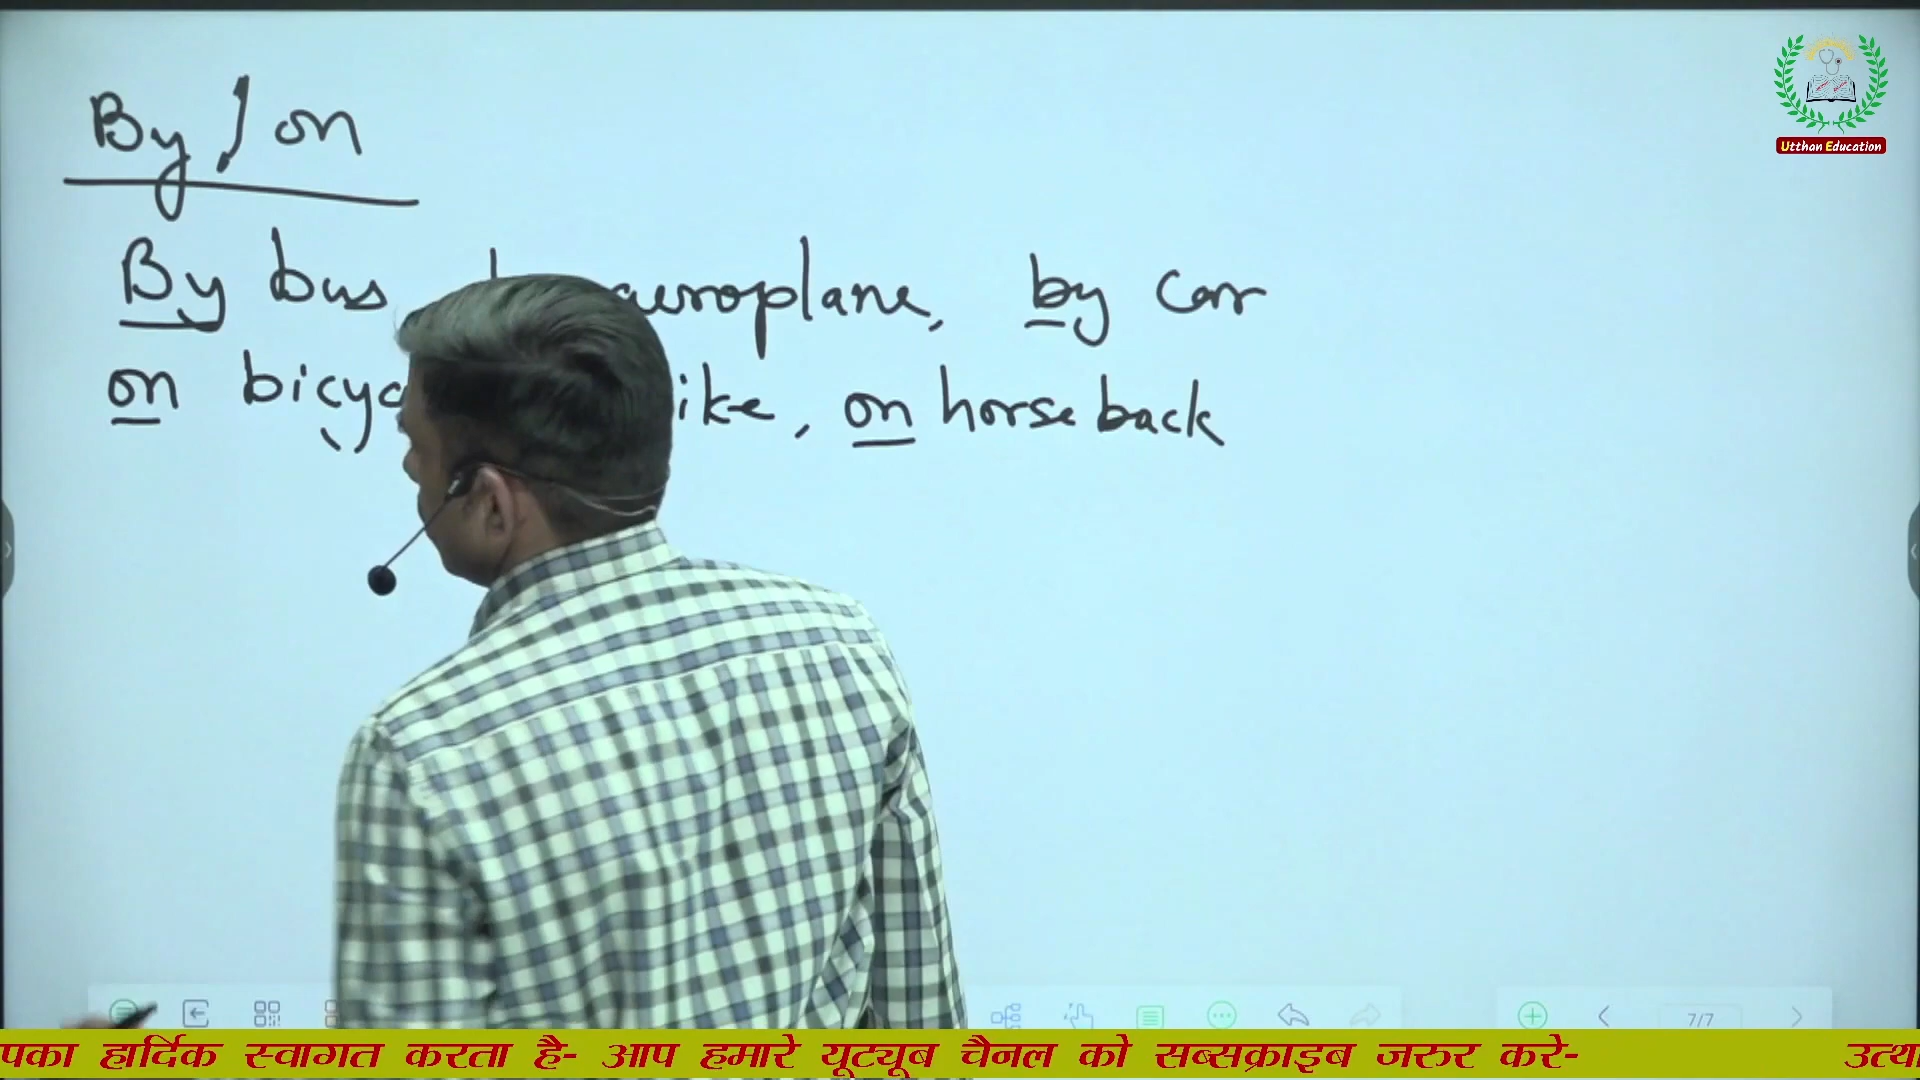 By / on
Utthan Education
By bus aeroplane, by car
on ike, on horse back
7/7
पका हार्दिक स्वागत करता है- आप हमारे यूट्यूब चैनल को सब्सक्राइब जरुर करे- उत्था